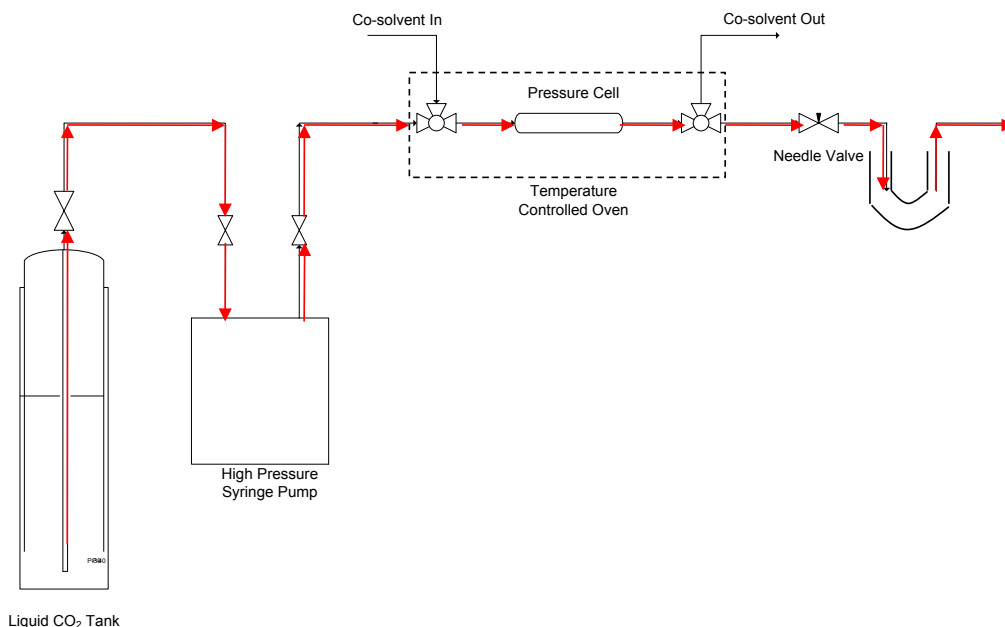 Co-solvent In
Co-solvent Out
Pressure Cell
Needle Valve
Temperature
Controlled Oven
High Pressure
Syringe Pump
Liquid CO₂ Tank